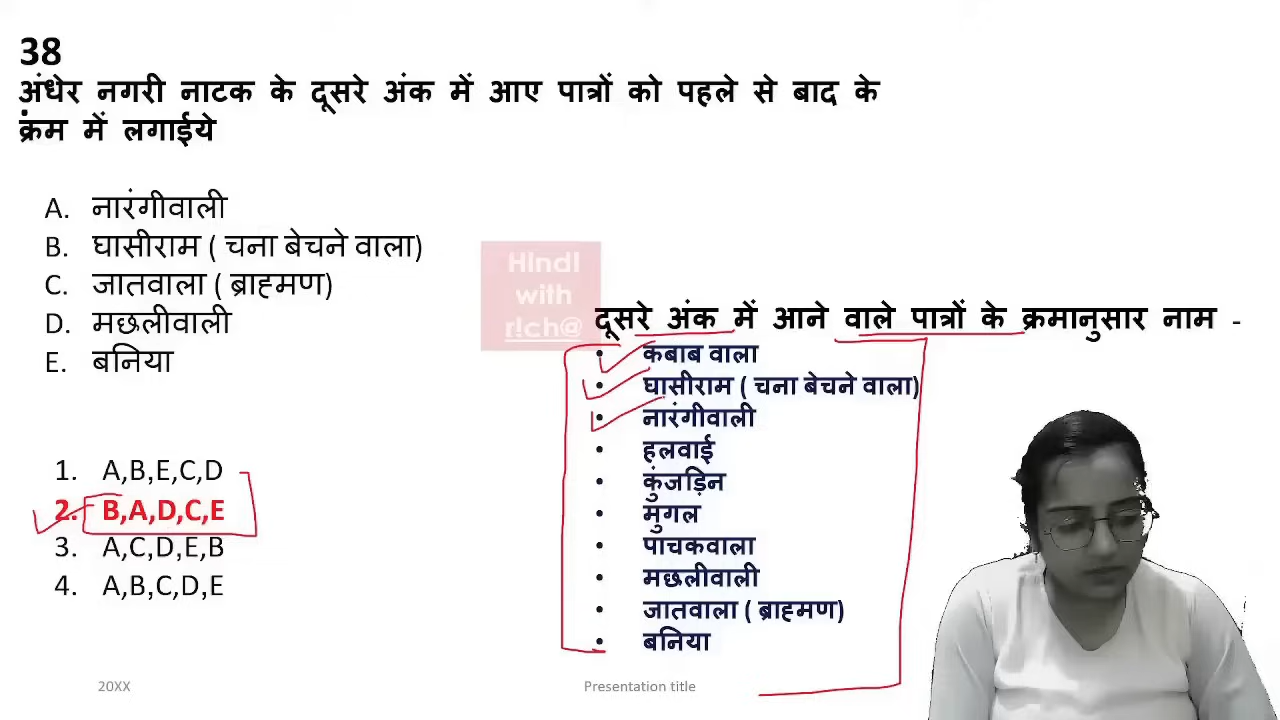 38
अंधेर नगरी नाटक के दूसरे अंक में आए पात्रों को पहले से बाद के
क्रम में लगाईये
A. नारंगीवाली
B. घासीराम ( चना बेचने वाला)
C. जातवाला ( ब्राह्मण)
D. मछलीवाली
E. बनिया
1. A,B,E,C,D
2. B,A,D,C,E
3. A,C,D,E,B
4. A,B,C,D,E
HIndI
with
r!ch@
दूसरे अंक में आने वाले पात्रों के क्रमानुसार नाम -
• कबाब वाला
• घासीराम ( चना बेचने वाला)
• नारंगीवाली
• हलवाई
• कुंजड़िन
• मुगल
• पाचकवाला
• मछलीवाली
• जातवाला ( ब्राह्मण)
• बनिया
20XX
Presentation title